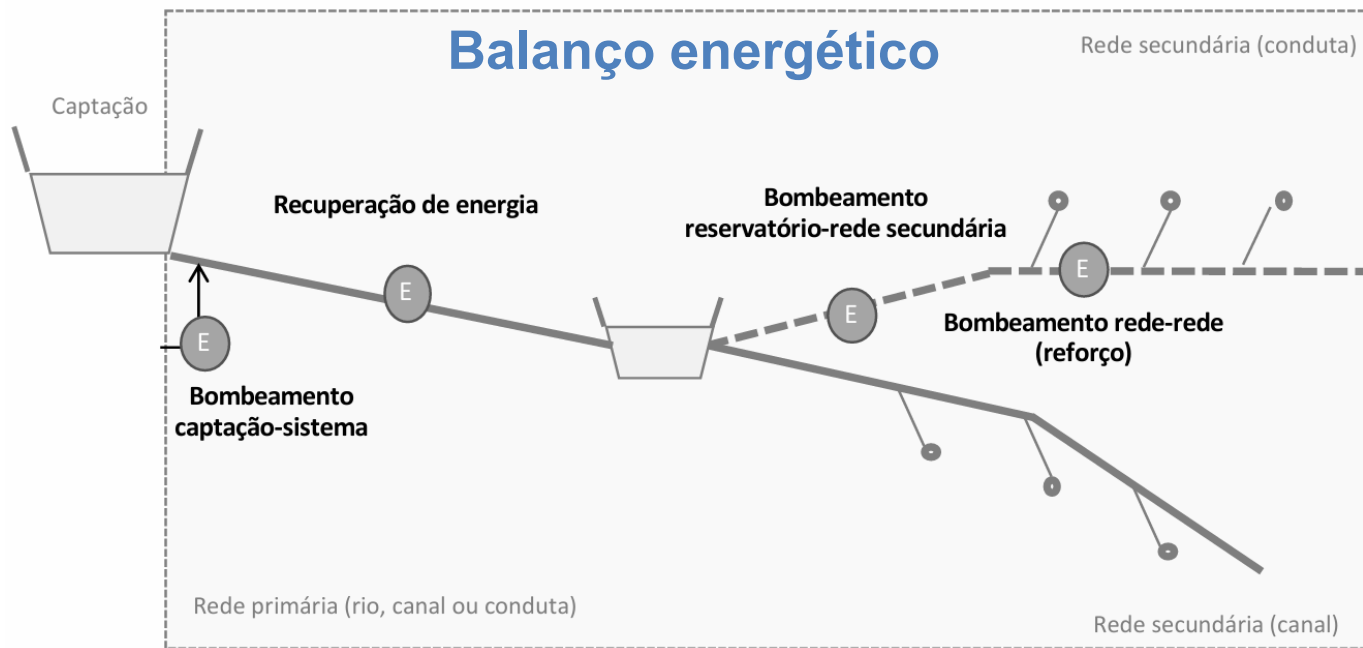 Balanço energético
Rede secundária (conduta)
Captação
Recuperação de energia
Bombeamento
reservatório-rede secundária
E
E
E
E
Bombeamento rede-rede
(reforço)
Bombeamento
captação-sistema
Rede primária (rio, canal ou conduta)
Rede secundária (canal)